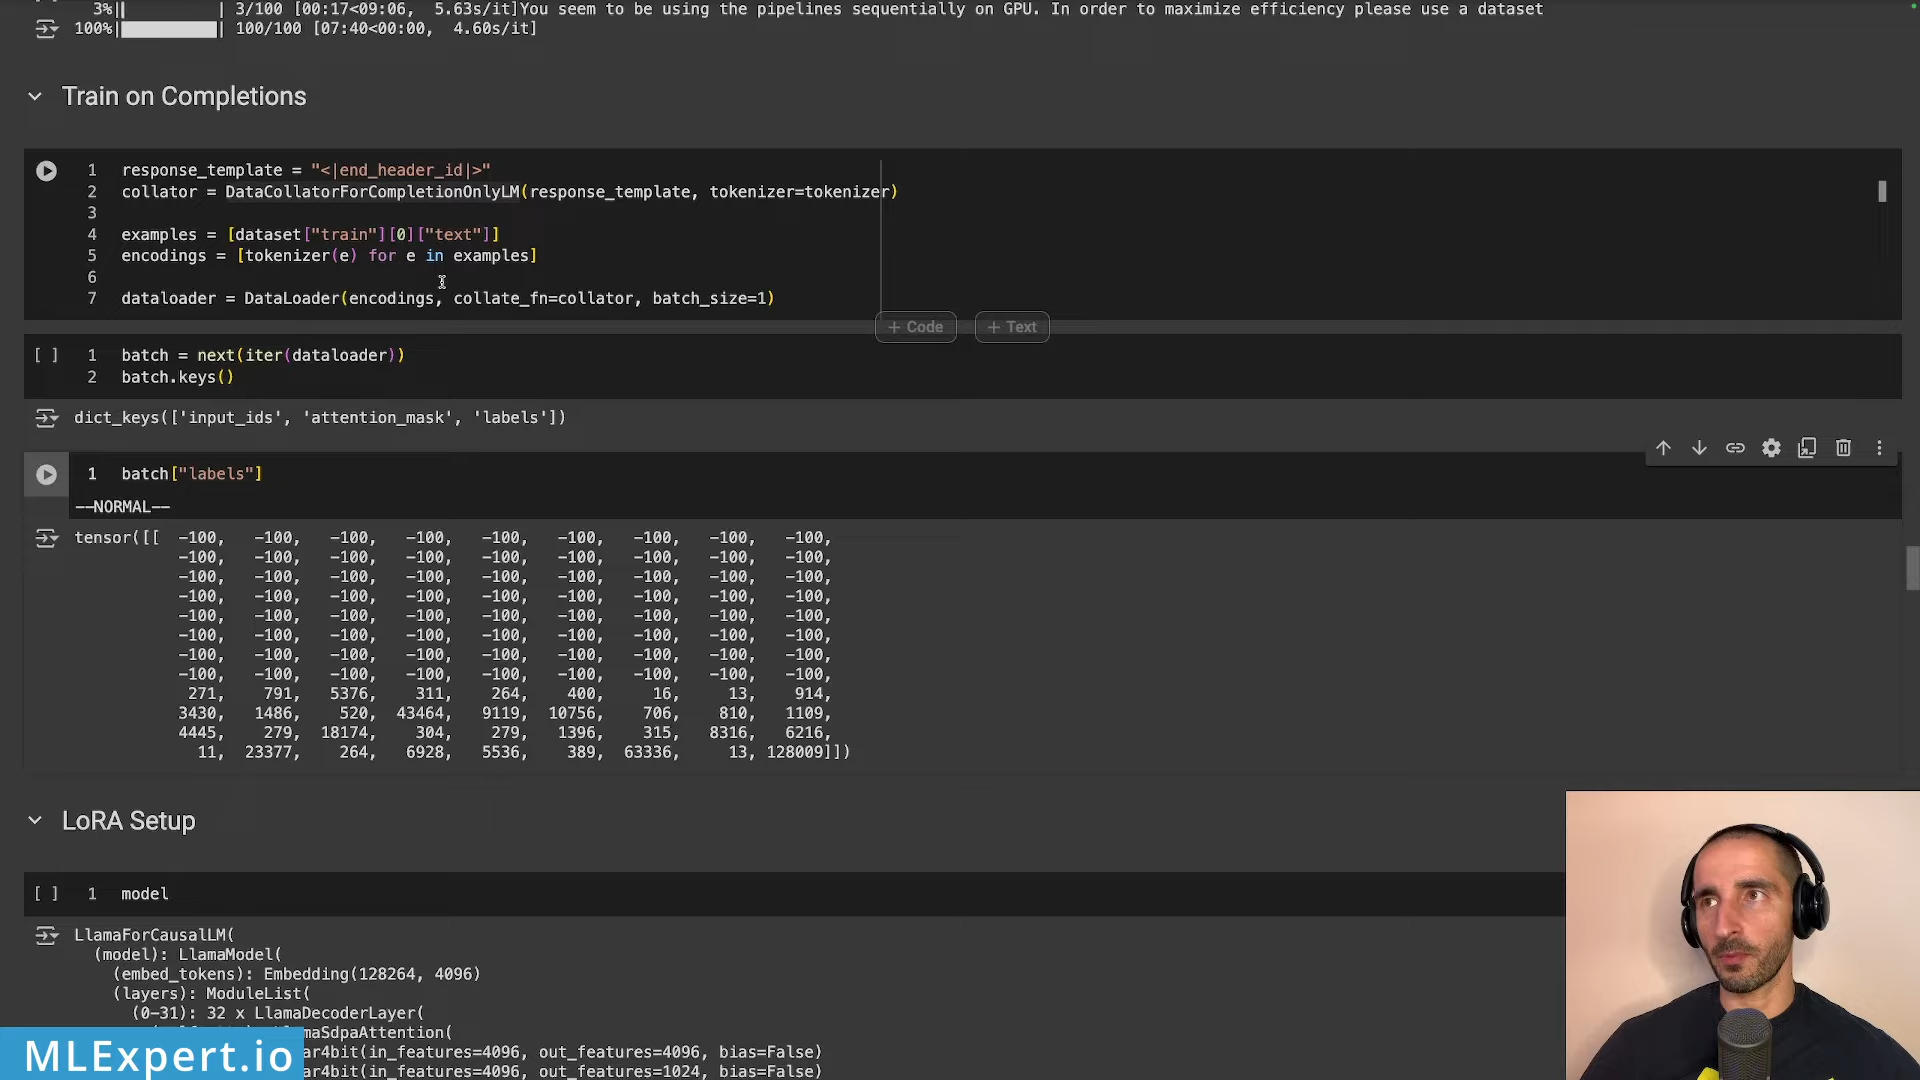 3%| | 3/100 [00:17<09:06, 5.63s/it]You seem to be using the pipelines sequentially on GPU. In order to maximize efficiency please use a dataset
100%| | 100/100 [07:40<00:00, 4.60s/it]
Train on Completions
1 response_template = "<|end_header_id|>"
2 collator = DataCollatorForCompletionOnlyLM(response_template, tokenizer=tokenizer)
3
4 examples = [dataset["train"][0]["text"]]
5 encodings = [tokenizer(e) for e in examples]
6
7 dataloader = DataLoader(encodings, collate_fn=collator, batch_size=1)
+ Code + Text
[ ] 1 batch = next(iter(dataloader))
2 batch.keys()
dict_keys(['input_ids', 'attention_mask', 'labels'])
1 batch["labels"]
--NORMAL--
tensor([[ -100, -100, -100, -100, -100, -100, -100, -100, -100,
-100, -100, -100, -100, -100, -100, -100, -100, -100,
-100, -100, -100, -100, -100, -100, -100, -100, -100,
-100, -100, -100, -100, -100, -100, -100, -100, -100,
-100, -100, -100, -100, -100, -100, -100, -100, -100,
-100, -100, -100, -100, -100, -100, -100, -100, -100,
-100, -100, -100, -100, -100, -100, -100, -100, -100,
-100, -100, -100, -100, -100, -100, -100, -100, -100,
271, 791, 5376, 311, 264, 400, 16, 13, 914,
3430, 1486, 520, 43464, 9119, 10756, 706, 810, 1109,
4445, 279, 18174, 304, 279, 1396, 315, 8316, 6216,
11, 23377, 264, 6928, 5536, 389, 63336, 13, 128009]])
LoRA Setup
[ ] 1 model
LlamaForCausalLM(
(model): LlamaModel(
(embed_tokens): Embedding(128264, 4096)
(layers): ModuleList(
(0-31): 32 x LlamaDecoderLayer(
maSdpaAttention(
ar4bit(in_features=4096, out_features=4096, bias=False)
ar4bit(in_features=4096, out_features=1024, bias=False)
MLExpert.io